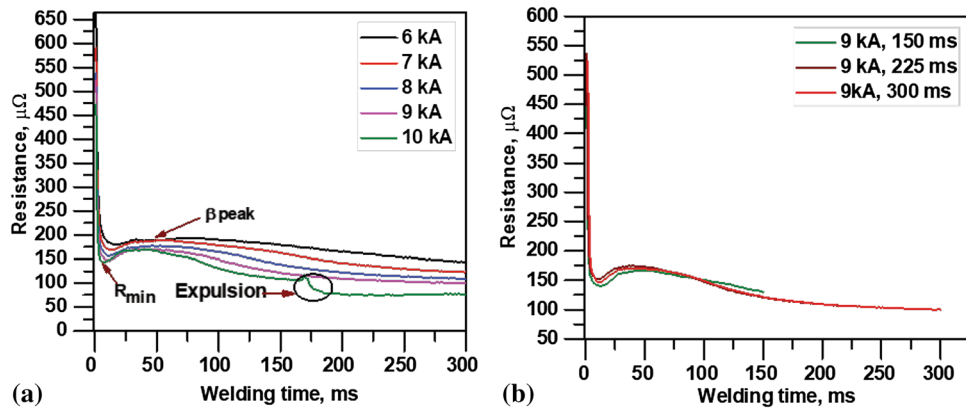 650
600
550
500
450
400
350
300
250
200
150
100
50
0
Resistance, μΩ
6 kA
7 kA
8 kA
9 kA
10 kA
β peak
Rmin
Expulsion
0 50 100 150 200 250 300
Welding time, ms
(a)
600
550
500
450
400
350
300
250
200
150
100
50
Resistance, μΩ
9 kA, 150 ms
9 kA, 225 ms
9kA, 300 ms
0 50 100 150 200 250 300
Welding time, ms
(b)